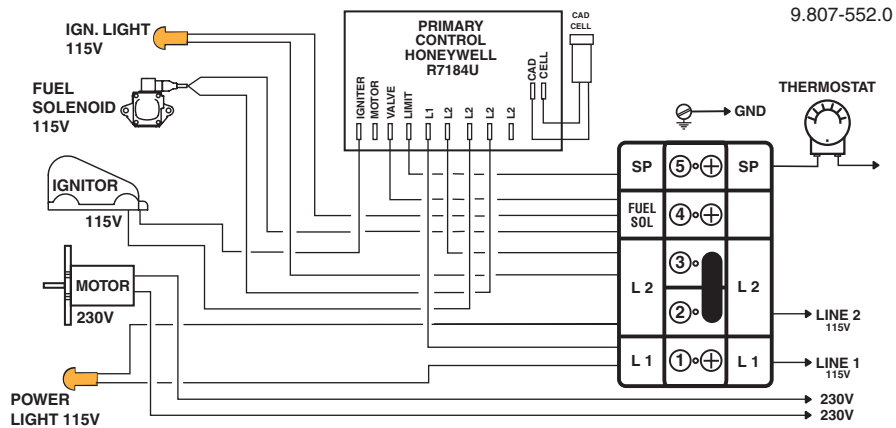 9.807-552.0
IGN. LIGHT
115V
FUEL
SOLENOID
115V
IGNITOR
115V
MOTOR
230V
POWER
LIGHT 115V
PRIMARY
CONTROL
HONEYWELL
R7184U
IGNITER
MOTOR
VALVE
LIMIT
L1
L2
L2
L2
L2
CAD
CELL
CAD
CELL
GND
THERMOSTAT
SP 5 SP
FUEL
SOL 4
3
L 2 L 2
2
L 1 1 L 1
LINE 2
115V
LINE 1
115V
230V
230V